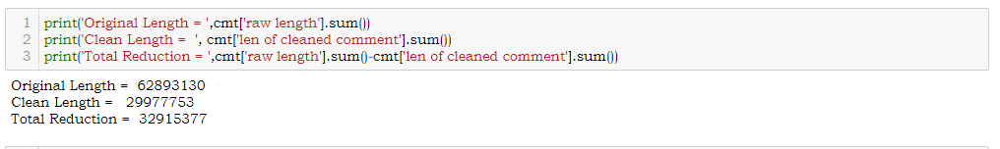 1 print('Original Length = ',cmt['raw length'].sum())
2 print('Clean Length =  ', cmt['len of cleaned comment'].sum())
3 print('Total Reduction = ',cmt['raw length'].sum()-cmt['len of cleaned comment'].sum())
Original Length =  62893130
Clean Length =   29977753
Total Reduction =  32915377